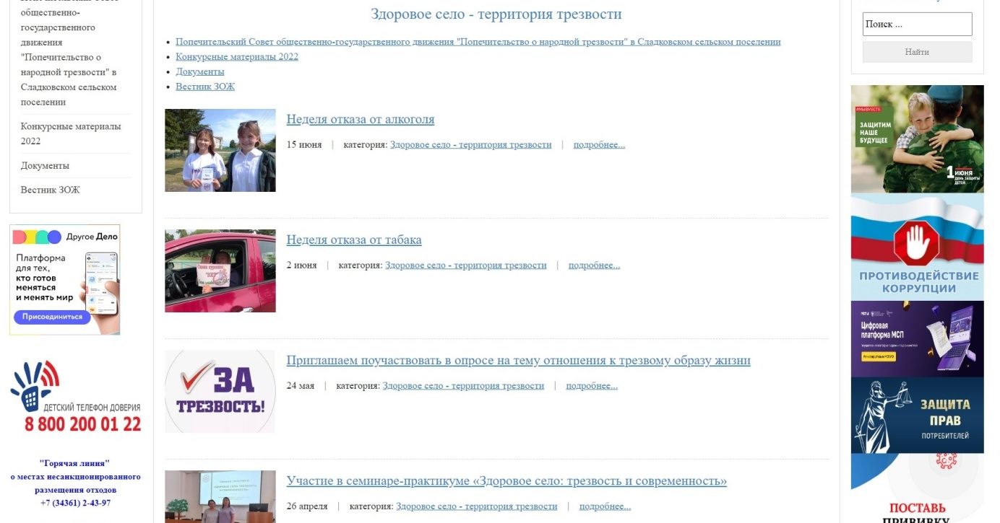 общественно-
государственного
движения
"Попечительство о
народной трезвости" в
Сладковском сельском
поселении
Конкурсные материалы
2022
Документы
Вестник ЗОЖ
Другое Дело
Платформа
для тех,
кто готов
меняться
и менять мир
Присоединиться
ДЕТСКИЙ ТЕЛЕФОН ДОВЕРИЯ
8 800 200 01 22
"Горячая линия"
о местах несанкционированного
размещения отходов
+7 (34361) 2-43-97
Здоровое село - территория трезвости
Попечительский Совет общественно-государственного движения "Попечительство о народной трезвости" в Сладковском сельском поселении
Конкурсные материалы 2022
Документы
Вестник ЗОЖ
Неделя отказа от алкоголя
15 июня | категория: Здоровое село - территория трезвости | подробнее...
Неделя отказа от табака
2 июня | категория: Здоровое село - территория трезвости | подробнее...
ЗА
ТРЕЗВОСТЬ!
Приглашаем поучаствовать в опросе на тему отношения к трезвому образу жизни
24 мая | категория: Здоровое село - территория трезвости | подробнее...
Участие в семинаре-практикуме «Здоровое село: трезвость и современность»
26 апреля | категория: Здоровое село - территория трезвости | подробнее...
Поиск ...
Найти
#МЫВМЕСТЕ
ЗАЩИТИМ
НАШЕ
БУДУЩЕЕ
1 ИЮНЯ
ДЕНЬ ЗАЩИТЫ
ДЕТЕЙ
ПРОТИВОДЕЙСТВИЕ
КОРРУПЦИИ
Цифровая
платформа МСП
ЗАЩИТА
ПРАВ
ПОТРЕБИТЕЛЕЙ
ПОСТАВЬ
ПРИВИВКУ